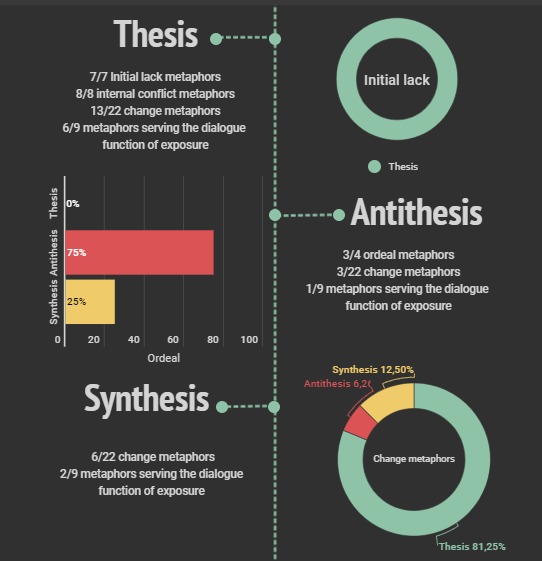 Thesis
7/7 Initial lack metaphors
8/8 internal conflict metaphors
13/22 change metaphors
6/9 metaphors serving the dialogue
function of exposure
Initial lack
Thesis
Thesis
0%
Antithesis
75%
Synthesis
25%
0 20 40 60 80 100
Ordeal
Antithesis
3/4 ordeal metaphors
3/22 change metaphors
1/9 metaphors serving the dialogue
function of exposure
Synthesis
6/22 change metaphors
2/9 metaphors serving the dialogue
function of exposure
Synthesis 12,50%
Antithesis 6,2
Change metaphors
Thesis 81,25%